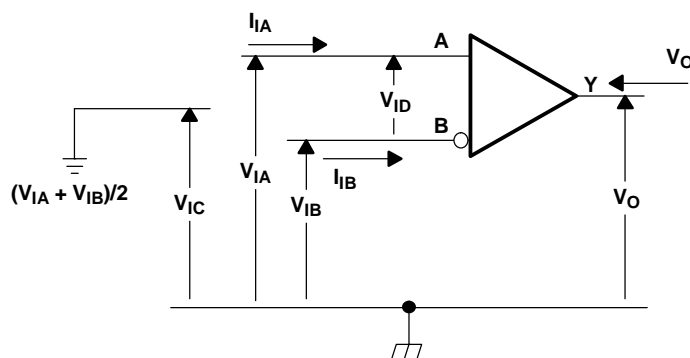 I_IA
A
V_O
V_ID
Y
B
(V_IA + V_IB)/2
V_IA
I_IB
V_IC
V_IB
V_O